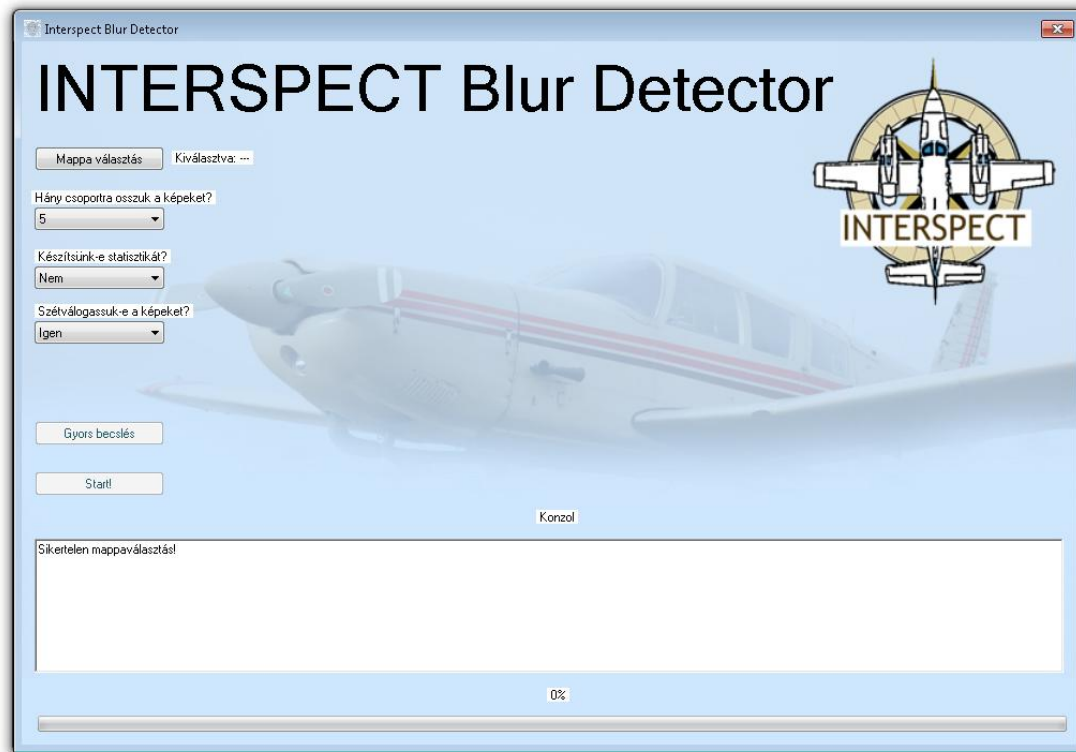 Interspect Blur Detector
INTERSPECT Blur Detector
Mappa választás
Kiválasztva: ---
INTERSPECT
Hány csoportra osszuk a képeket?
5
Készítsünk-e statisztikát?
Nem
Szétválogassuk-e a képeket?
Igen
Gyors becslés
Start!
Konzol
Sikertelen mappaválasztás!
0%